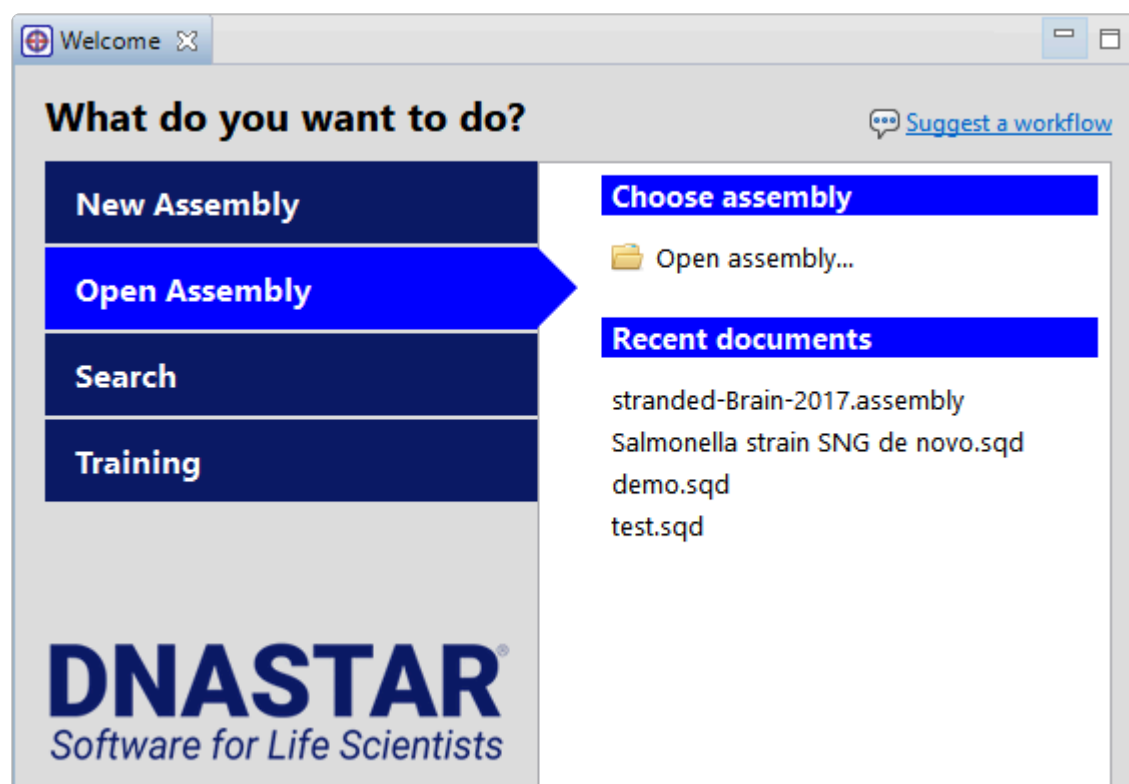 Welcome
What do you want to do?
Suggest a workflow
New Assembly
Open Assembly
Search
Training
Choose assembly
Open assembly...
Recent documents
stranded-Brain-2017.assembly
Salmonella strain SNG de novo.sqd
demo.sqd
test.sqd
DNASTAR®
Software for Life Scientists